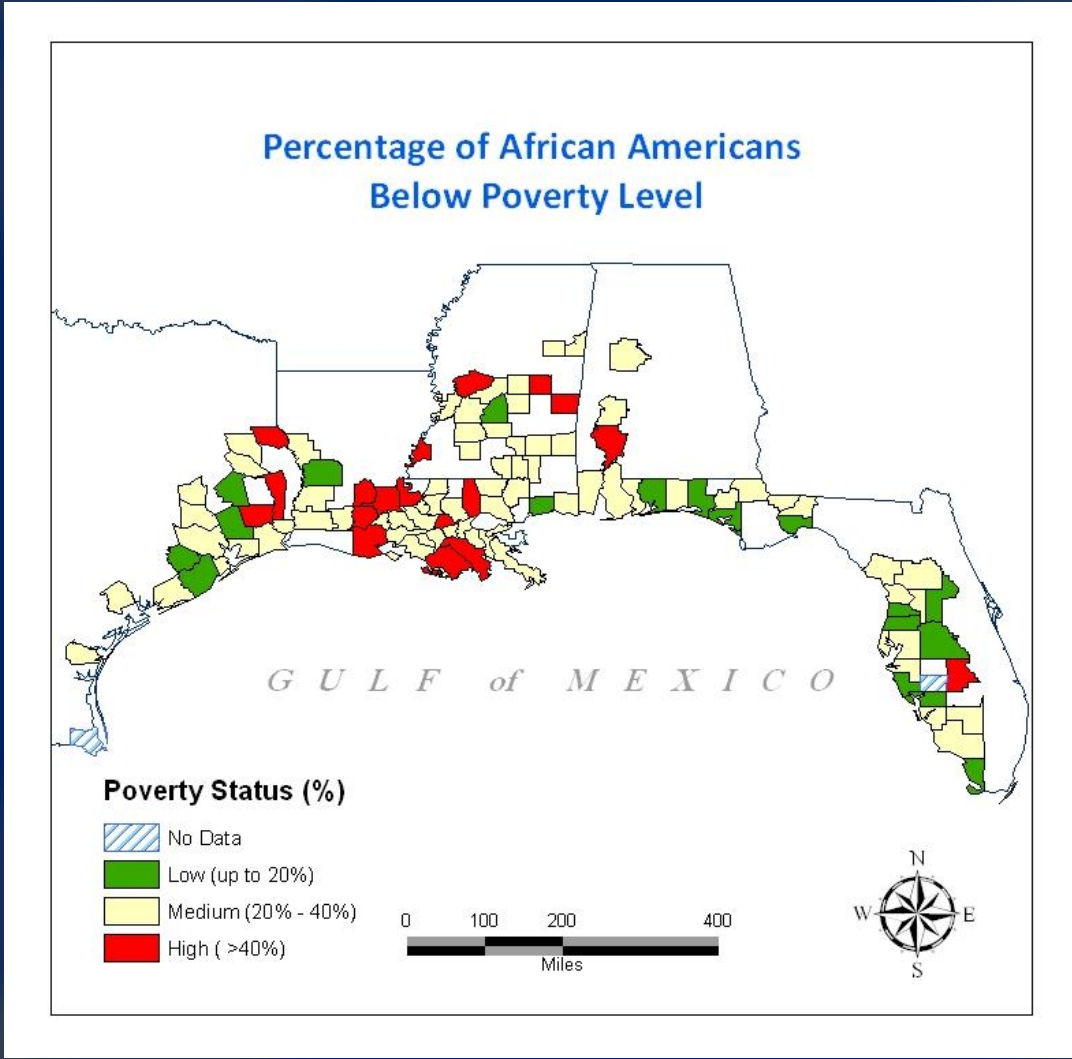 Percentage of African Americans
Below Poverty Level
GULF of MEXICO
Poverty Status (%)
No Data
Low (up to 20%)
Medium (20% - 40%)
High ( >40%)
0 100 200 400
Miles
N
W E
S